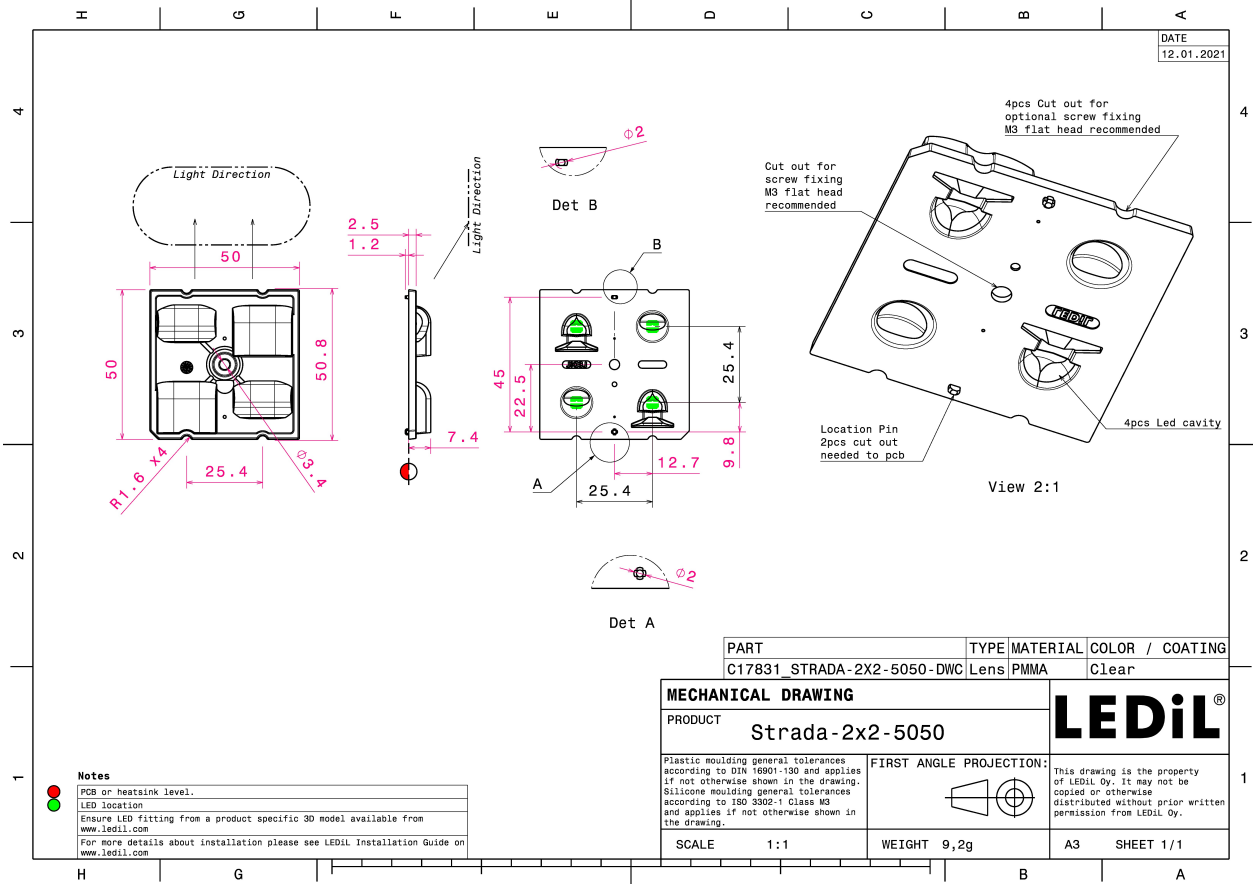 H G F E D C B A
DATE
12.01.2021
4
4
3
3
2
2
1
1
Light Direction
50
50
50.8
R1.6 x4
25.4
⌀3.4
2.5
1.2
Light Direction
7.4
⌀2
Det B
B
45
22.5
25.4
9.8
12.7
25.4
A
⌀2
Det A
4pcs Cut out for
optional screw fixing
M3 flat head recommended
Cut out for
screw fixing
M3 flat head
recommended
LEDiL
Location Pin
2pcs cut out
needed to pcb
4pcs Led cavity
View 2:1
PART TYPE MATERIAL COLOR / COATING
C17831_STRADA-2X2-5050-DWC Lens PMMA Clear
MECHANICAL DRAWING
PRODUCT
Strada-2x2-5050
LEDiL®
Plastic moulding general tolerances
according to DIN 16901-130 and applies
if not otherwise shown in the drawing.
Silicone moulding general tolerances
according to ISO 3302-1 Class M3
and applies if not otherwise shown in
the drawing.
FIRST ANGLE PROJECTION:
This drawing is the property
of LEDiL Oy. It may not be
copied or otherwise
distributed without prior written
permission from LEDiL Oy.
SCALE 1:1 WEIGHT 9,2g A3 SHEET 1/1
Notes
PCB or heatsink level.
LED location
Ensure LED fitting from a product specific 3D model available from
www.ledil.com
For more details about installation please see LEDiL Installation Guide on
www.ledil.com
H G B A